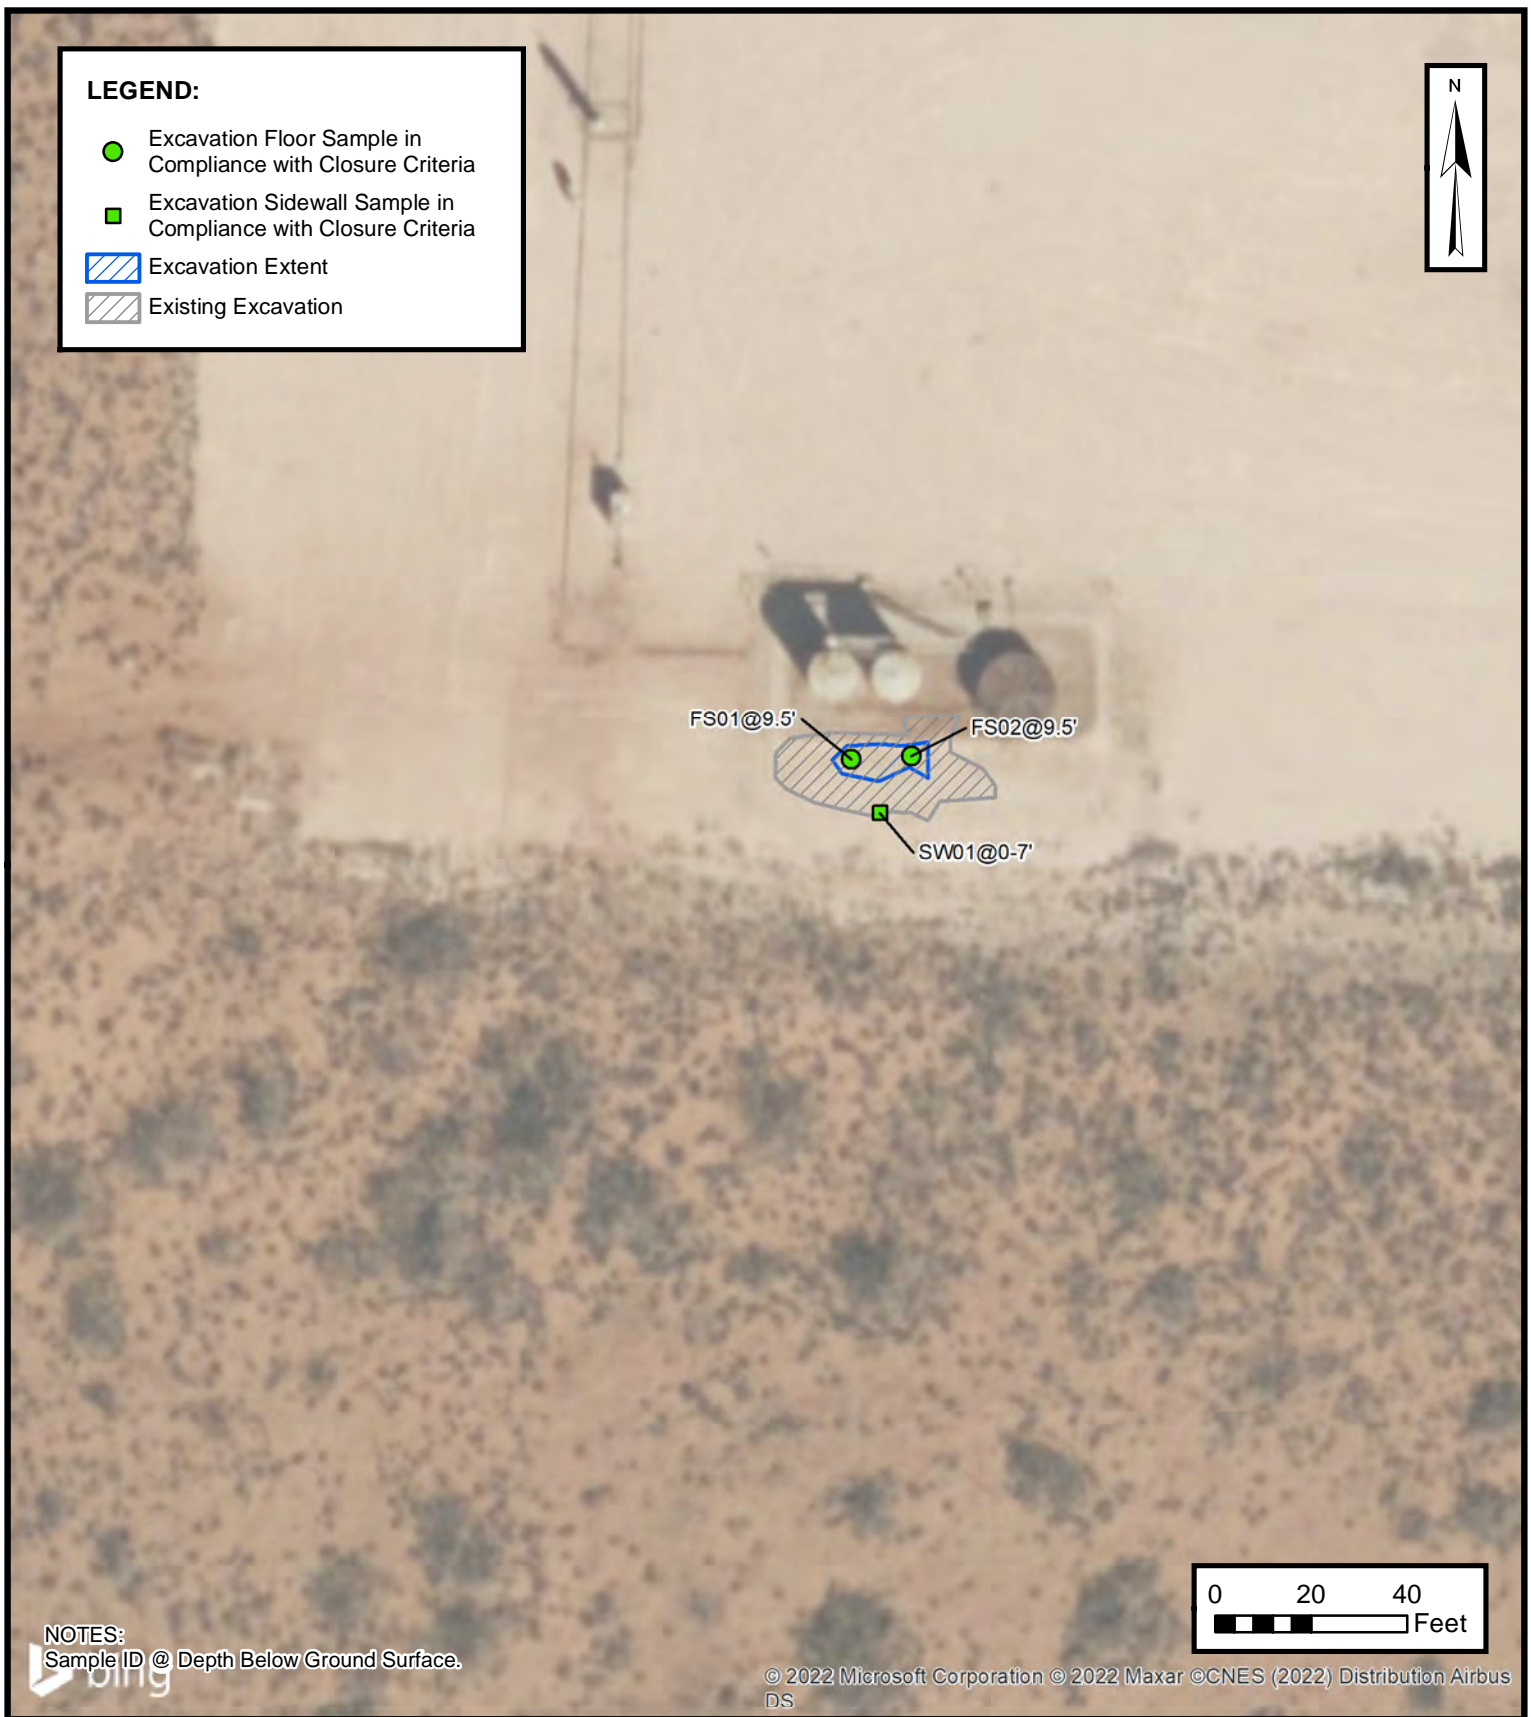 LEGEND:
Excavation Floor Sample in
Compliance with Closure Criteria
Excavation Sidewall Sample in
Compliance with Closure Criteria
Excavation Extent
Existing Excavation
N
FS01@9.5'
FS02@9.5'
SW01@0-7'
0 20 40
Feet
NOTES:
Sample ID @ Depth Below Ground Surface.
bing
© 2022 Microsoft Corporation © 2022 Maxar ©CNES (2022) Distribution Airbus
DS